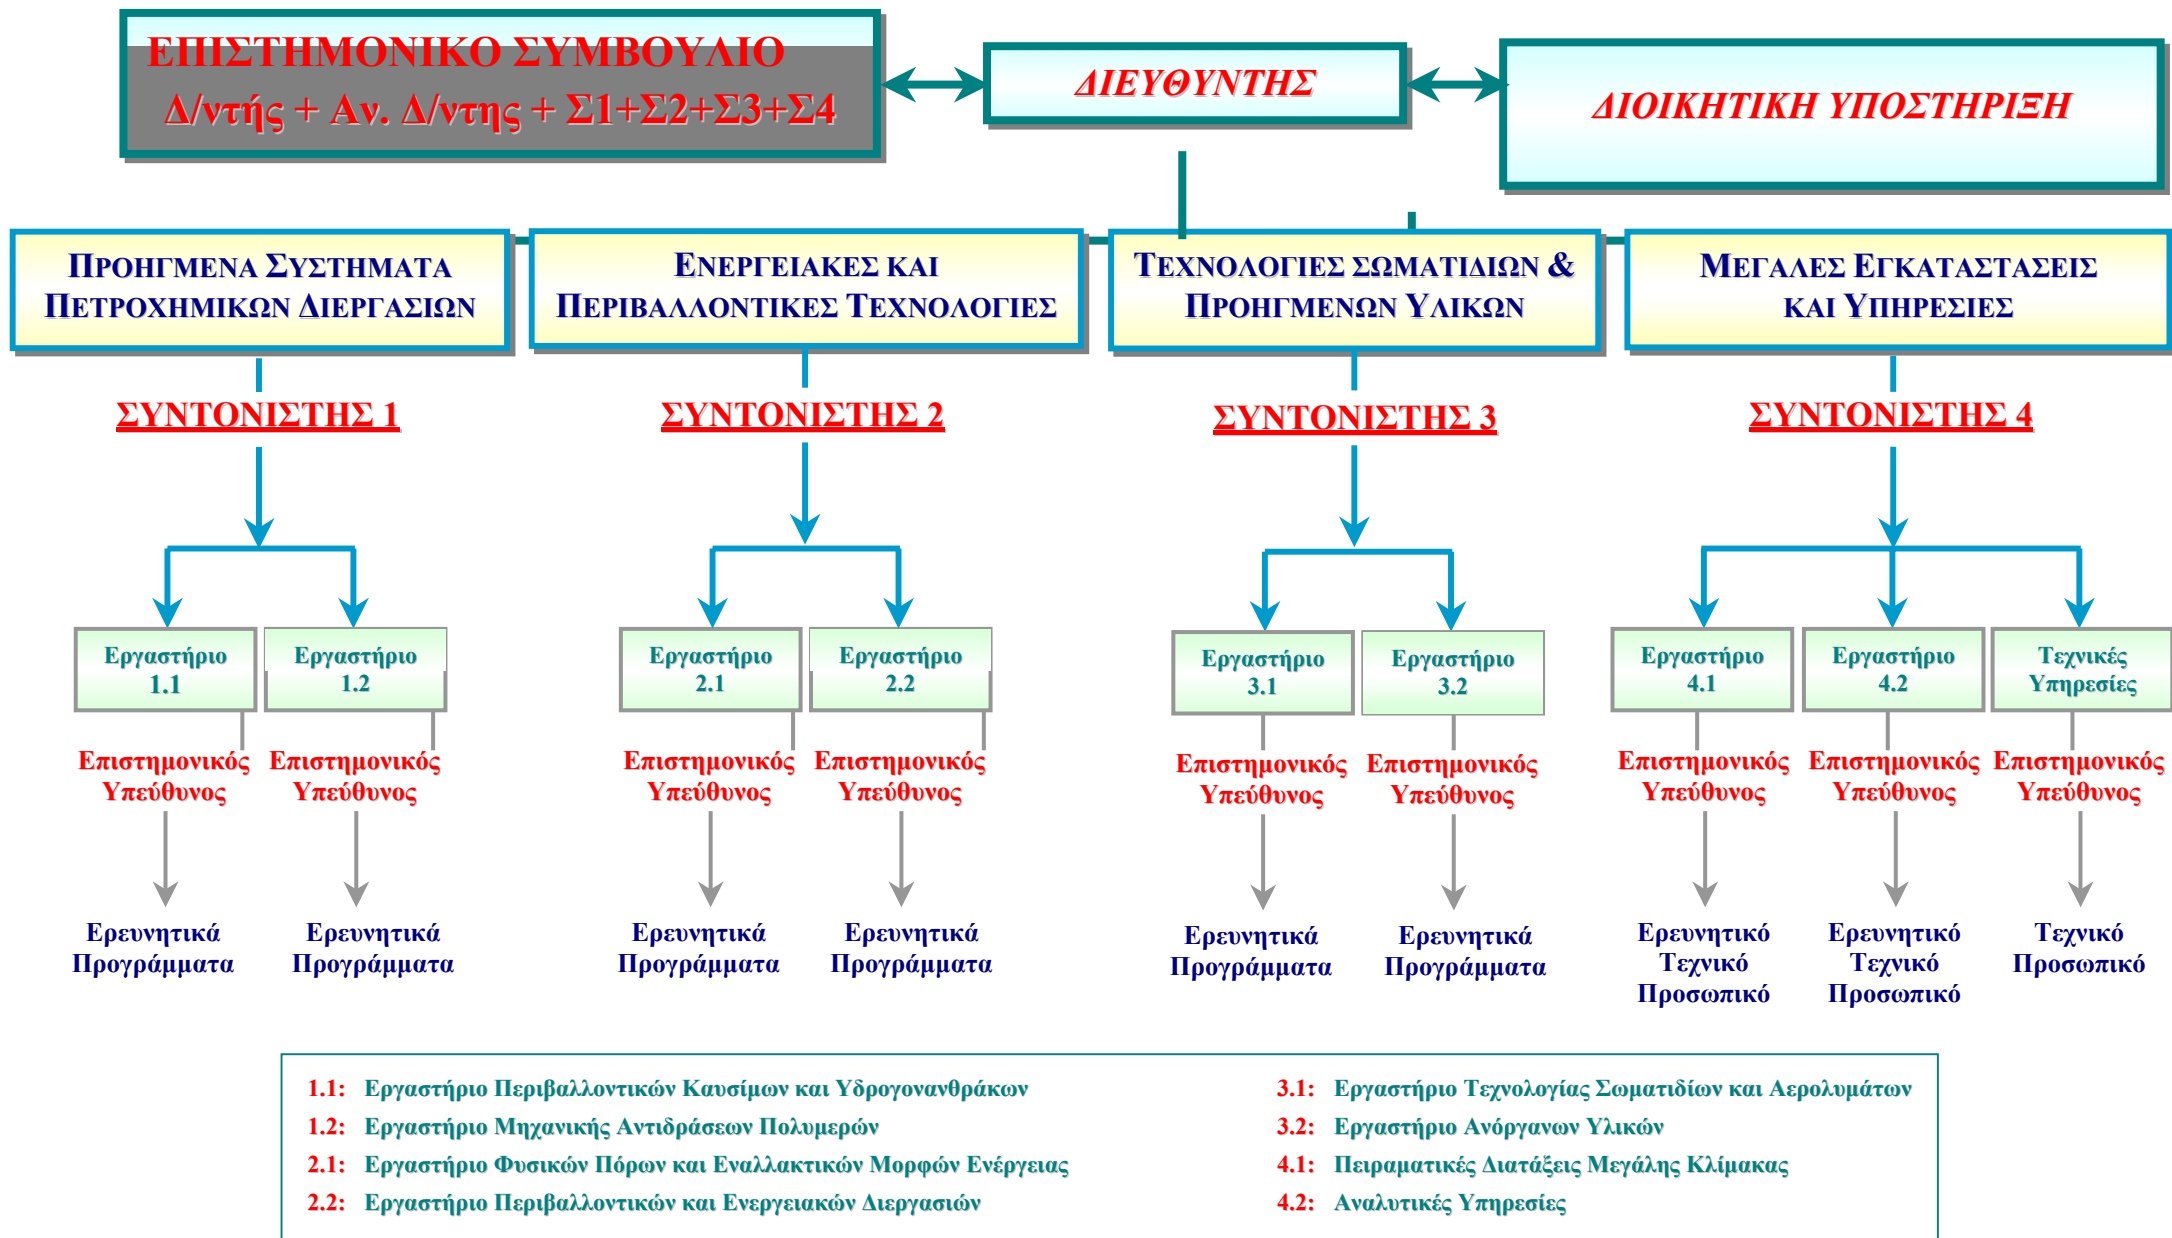 ΕΠΙΣΤΗΜΟΝΙΚΟ ΣΥΜΒΟΥΛΙΟ
Δ/ντής + Αν. Δ/ντης + Σ1+Σ2+Σ3+Σ4
ΔΙΕΥΘΥΝΤΗΣ
ΔΙΟΙΚΗΤΙΚΗ ΥΠΟΣΤΗΡΙΞΗ
ΠΡΟΗΓΜΕΝΑ ΣΥΣΤΗΜΑΤΑ
ΠΕΤΡΟΧΗΜΙΚΩΝ ΔΙΕΡΓΑΣΙΩΝ
ΕΝΕΡΓΕΙΑΚΕΣ ΚΑΙ
ΠΕΡΙΒΑΛΛΟΝΤΙΚΕΣ ΤΕΧΝΟΛΟΓΙΕΣ
ΤΕΧΝΟΛΟΓΙΕΣ ΣΩΜΑΤΙΔΙΩΝ &
ΠΡΟΗΓΜΕΝΩΝ ΥΛΙΚΩΝ
ΜΕΓΑΛΕΣ ΕΓΚΑΤΑΣΤΑΣΕΙΣ
ΚΑΙ ΥΠΗΡΕΣΙΕΣ
ΣΥΝΤΟΝΙΣΤΗΣ 1
ΣΥΝΤΟΝΙΣΤΗΣ 2
ΣΥΝΤΟΝΙΣΤΗΣ 3
ΣΥΝΤΟΝΙΣΤΗΣ 4
Εργαστήριο
1.1
Εργαστήριο
1.2
Εργαστήριο
2.1
Εργαστήριο
2.2
Εργαστήριο
3.1
Εργαστήριο
3.2
Εργαστήριο
4.1
Εργαστήριο
4.2
Τεχνικές
Υπηρεσίες
Επιστημονικός
Υπεύθυνος
Επιστημονικός
Υπεύθυνος
Επιστημονικός
Υπεύθυνος
Επιστημονικός
Υπεύθυνος
Επιστημονικός
Υπεύθυνος
Επιστημονικός
Υπεύθυνος
Επιστημονικός
Υπεύθυνος
Επιστημονικός
Υπεύθυνος
Επιστημονικός
Υπεύθυνος
Ερευνητικά
Προγράμματα
Ερευνητικά
Προγράμματα
Ερευνητικά
Προγράμματα
Ερευνητικά
Προγράμματα
Ερευνητικά
Προγράμματα
Ερευνητικά
Προγράμματα
Ερευνητικό
Τεχνικό
Προσωπικό
Ερευνητικό
Τεχνικό
Προσωπικό
Τεχνικό
Προσωπικό
1.1: Εργαστήριο Περιβαλλοντικών Καυσίμων και Υδρογονανθράκων
1.2: Εργαστήριο Μηχανικής Αντιδράσεων Πολυμερών
2.1: Εργαστήριο Φυσικών Πόρων και Εναλλακτικών Μορφών Ενέργειας
2.2: Εργαστήριο Περιβαλλοντικών και Ενεργειακών Διεργασιών
3.1: Εργαστήριο Τεχνολογίας Σωματιδίων και Αερολυμάτων
3.2: Εργαστήριο Ανόργανων Υλικών
4.1: Πειραματικές Διατάξεις Μεγάλης Κλίμακας
4.2: Αναλυτικές Υπηρεσίες